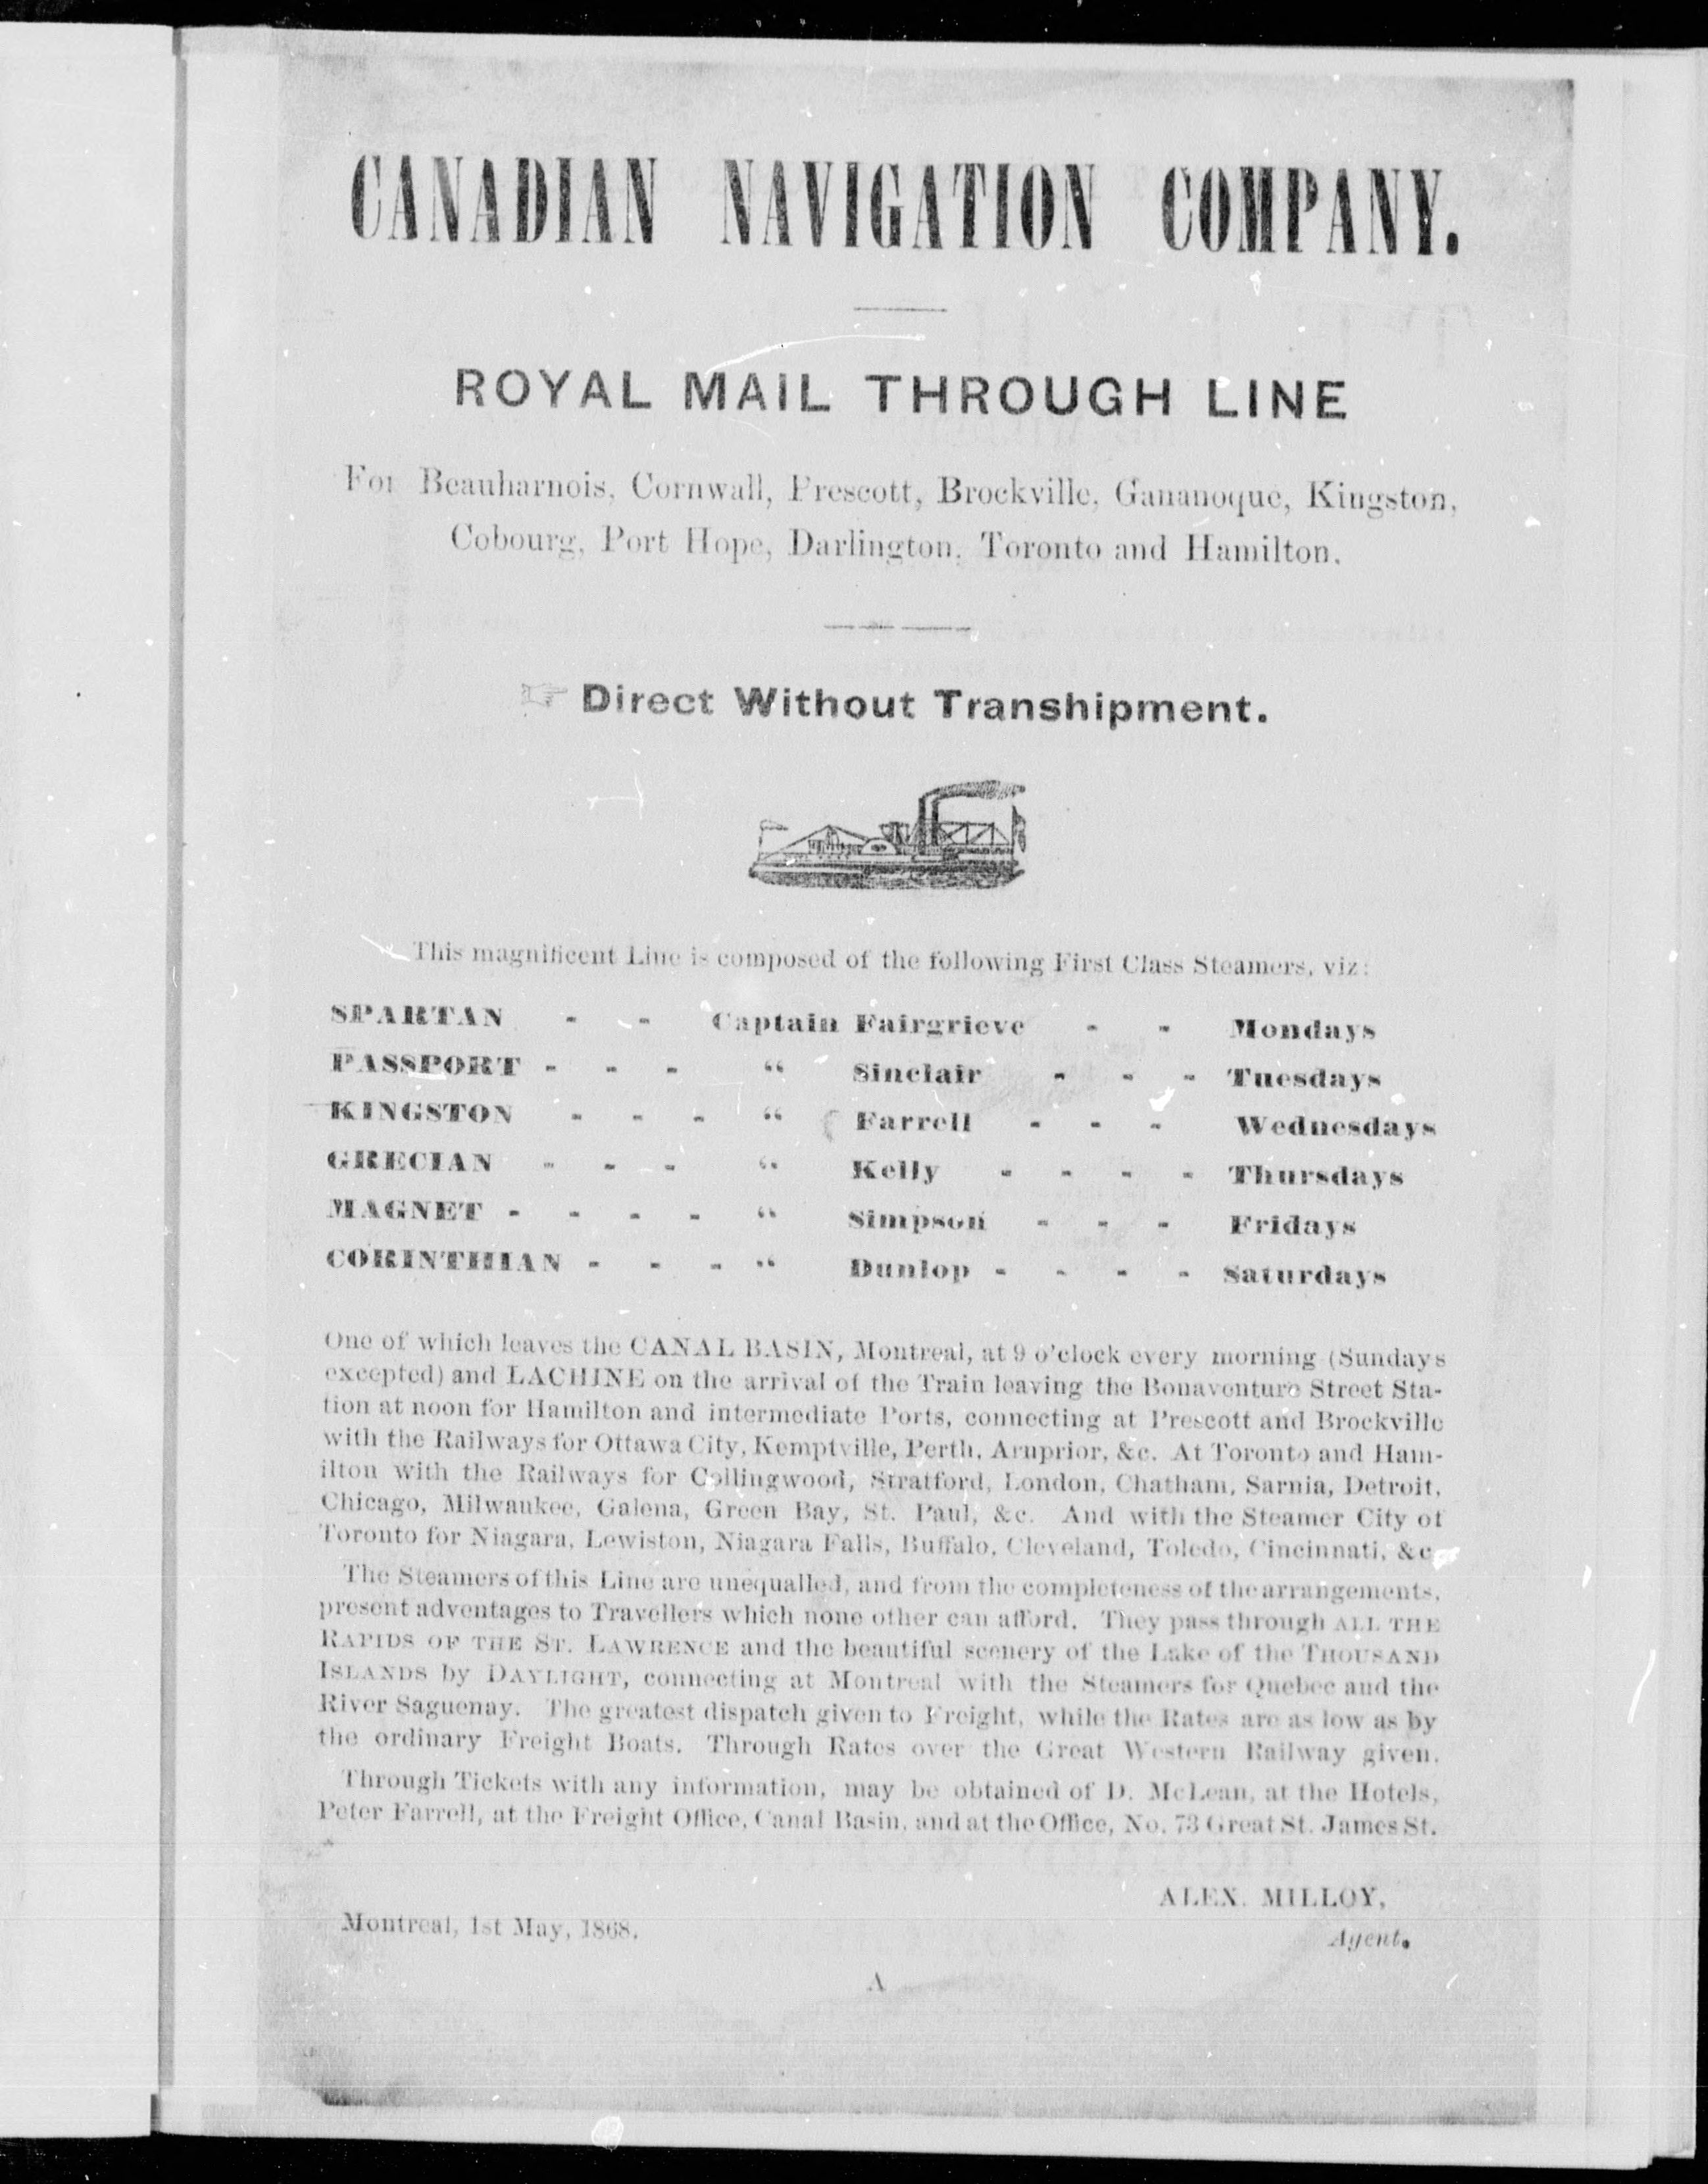 CANADIAN NAVIGATION COMPANY.
ROYAL MAIL THROUGH LINE
For Beauharnois, Cornwall, Prescott, Brockville, Gananoque, Kingston,
Cobourg, Port Hope, Darlington, Toronto and Hamilton.
☞ Direct Without Transhipment.
This magnificent Line is composed of the following First Class Steamers, viz:
SPARTAN - - Captain Fairgrieve - - Mondays
PASSPORT - - - “ Sinclair - - - Tuesdays
KINGSTON - - - “ Farrell - - - Wednesdays
GRECIAN - - - “ Kelly - - - - Thursdays
MAGNET - - - - “ Simpson - - - Fridays
CORINTHIAN - - - “ Dunlop - - - - Saturdays
One of which leaves the CANAL BASIN, Montreal, at 9 o'clock every morning (Sundays
excepted) and LACHINE on the arrival of the Train leaving the Bonaventure Street Sta-
tion at noon for Hamilton and intermediate Ports, connecting at Prescott and Brockville
with the Railways for Ottawa City, Kemptville, Perth, Arnprior, &c. At Toronto and Ham-
ilton with the Railways for Collingwood, Stratford, London, Chatham, Sarnia, Detroit,
Chicago, Milwaukee, Galena, Green Bay, St. Paul, &c. And with the Steamer City of
Toronto for Niagara, Lewiston, Niagara Falls, Buffalo, Cleveland, Toledo, Cincinnati, &c
The Steamers of this Line are unequalled, and from the completeness of the arrangements,
present adventages to Travellers which none other can afford. They pass through ALL THE
RAPIDS OF THE ST. LAWRENCE and the beautiful scenery of the Lake of the THOUSAND
ISLANDS by DAYLIGHT, connecting at Montreal with the Steamers for Quebec and the
River Saguenay. The greatest dispatch given to Freight, while the Rates are as low as by
the ordinary Freight Boats. Through Rates over the Great Western Railway given.
Through Tickets with any information, may be obtained of D. McLean, at the Hotels,
Peter Farrell, at the Freight Office, Canal Basin, and at the Office, No. 73 Great St. James St.
ALEX. MILLOY,
Agent.
Montreal, 1st May, 1868.
A